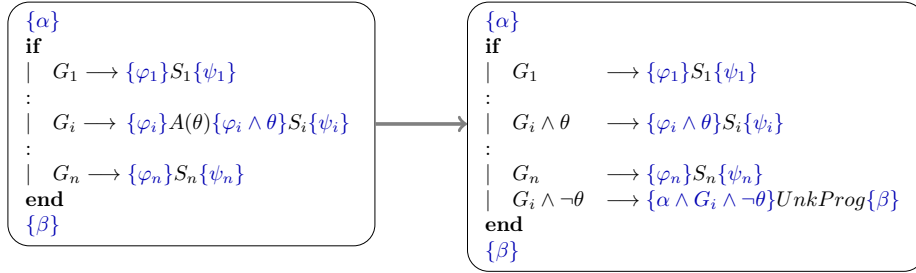 {α}
if
| G₁ ⟶ {φ₁}S₁{ψ₁}
:
| Gᵢ ⟶ {φᵢ}A(θ){φᵢ ∧ θ}Sᵢ{ψᵢ}
:
| Gₙ ⟶ {φₙ}Sₙ{ψₙ}
end
{β}
{α}
if
| G₁ ⟶ {φ₁}S₁{ψ₁}
:
| Gᵢ ∧ θ ⟶ {φᵢ ∧ θ}Sᵢ{ψᵢ}
:
| Gₙ ⟶ {φₙ}Sₙ{ψₙ}
| Gᵢ ∧ ¬θ ⟶ {α ∧ Gᵢ ∧ ¬θ}UnkProg{β}
end
{β}